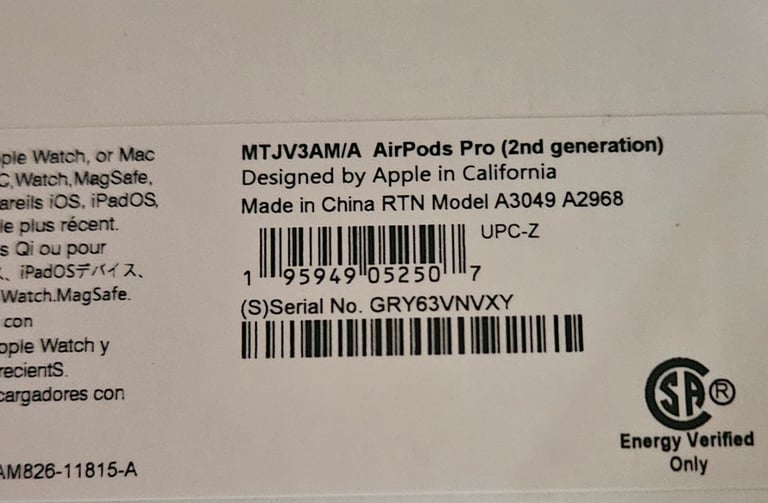 ple Watch, or Mac
C,Watch,MagSafe,
areils iOS, iPadOS,
le plus récent.
s Qi ou pour
、iPadOSデバイス、
Watch.MagSafe.
con
pple Watch y
recientS.
cargadores con
AM826-11815-A
MTJV3AM/A AirPods Pro (2nd generation)
Designed by Apple in California
Made in China RTN Model A3049 A2968
UPC-Z
1 95949 05250 7
(S)Serial No. GRY63VNVXY
SA ®
Energy Verified
Only